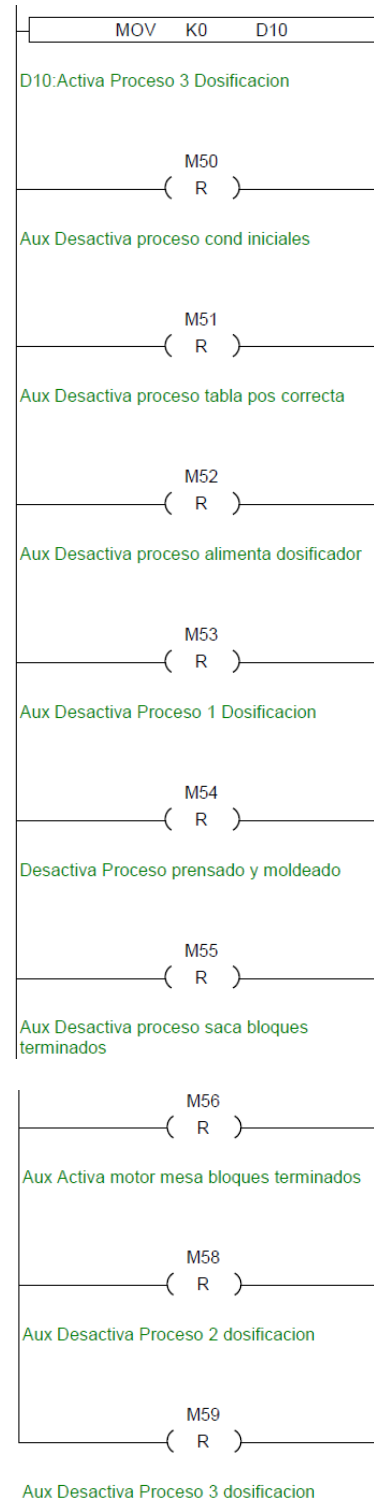 MOV K0 D10
D10:Activa Proceso 3 Dosificacion
M50
( R )
Aux Desactiva proceso cond iniciales
M51
( R )
Aux Desactiva proceso tabla pos correcta
M52
( R )
Aux Desactiva proceso alimenta dosificador
M53
( R )
Aux Desactiva Proceso 1 Dosificacion
M54
( R )
Desactiva Proceso prensado y moldeado
M55
( R )
Aux Desactiva proceso saca bloques
terminados
M56
( R )
Aux Activa motor mesa bloques terminados
M58
( R )
Aux Desactiva Proceso 2 dosificacion
M59
( R )
Aux Desactiva Proceso 3 dosificacion